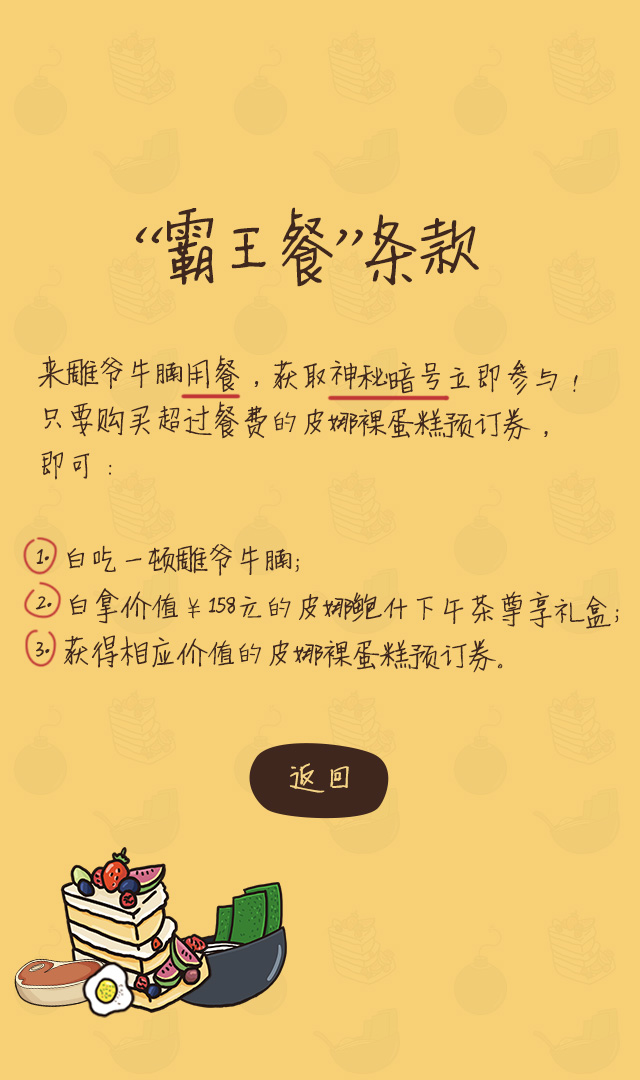 “霸王餐”条款
来雕爷牛腩用餐，获取神秘暗号立即参与！
只要购买超过餐费的皮娜裸蛋糕预订券，
即可：
1. 白吃一顿雕爷牛腩;
2. 白拿价值￥158元的皮娜鲍什下午茶尊享礼盒;
3. 获得相应价值的皮娜裸蛋糕预订券。
返回